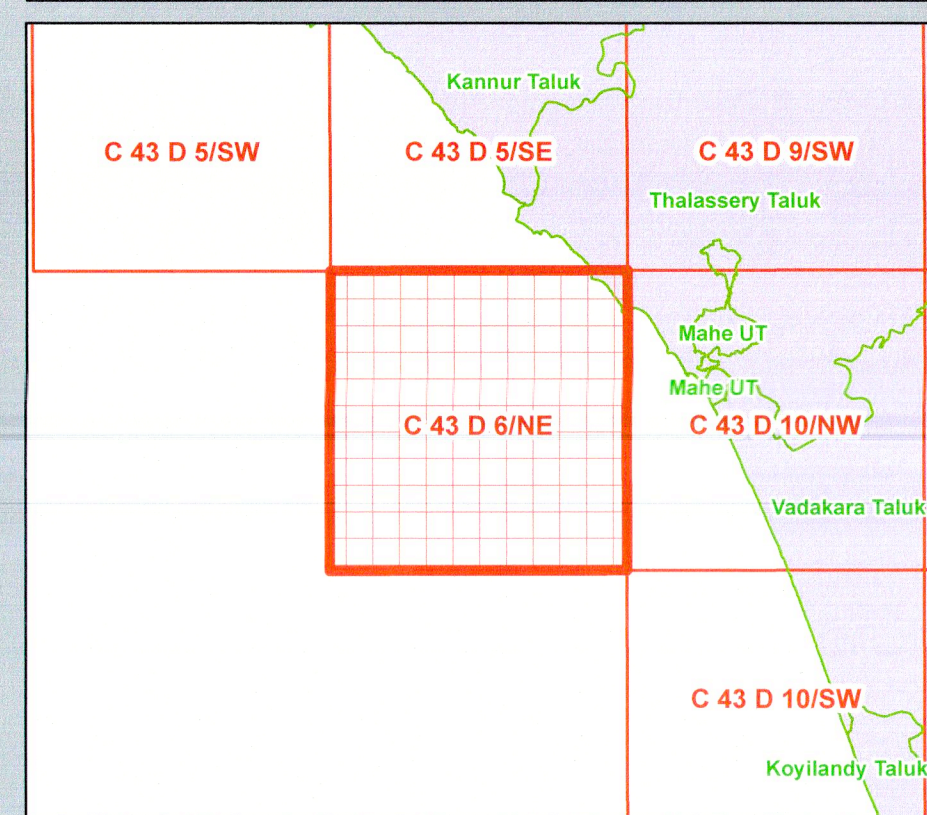 Kannur Taluk
C 43 D 5/SW
C 43 D 5/SE
C 43 D 9/SW
Thalassery Taluk
Mahe UT
Mahe UT
C 43 D 6/NE
C 43 D 10/NW
Vadakara Taluk
C 43 D 10/SW
Koyilandy Taluk